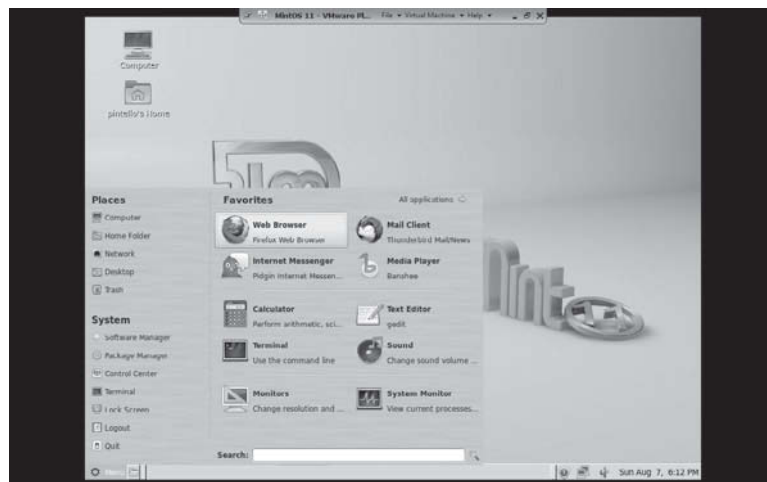 MintOS 11 - VMware Pl... File Virtual Machine Help
Computer
pintello's Home
Places
Computer
Home Folder
Network
Desktop
Trash
System
Software Manager
Package Manager
Control Center
Terminal
Lock Screen
Logout
Quit
Favorites
All applications
Web Browser
Firefox Web Browser
Mail Client
Thunderbird Mail/News
Internet Messenger
Pidgin Internet Messen...
Media Player
Banshee
Calculator
Perform arithmetic, sci...
Text Editor
gedit
Terminal
Use the command line
Sound
Change sound volume ...
Monitors
Change resolution and ...
System Monitor
View current processes...
Search:
Menu
Sun Aug 7, 6:12 PM